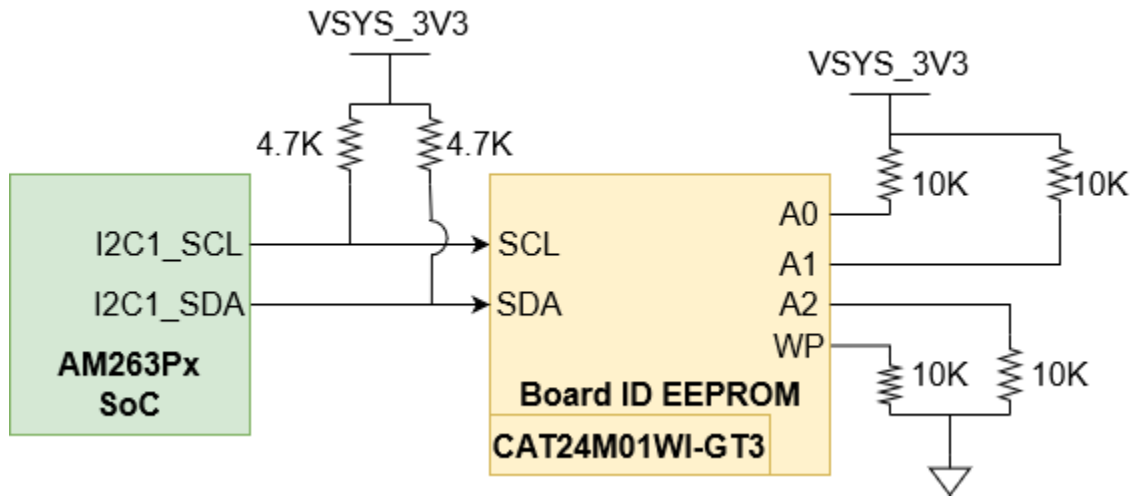 VSYS_3V3
VSYS_3V3
4.7K
4.7K
10K
10K
I2C1_SCL
SCL
A0
A1
I2C1_SDA
SDA
A2
WP
AM263Px
SoC
10K
10K
Board ID EEPROM
CAT24M01WI-GT3